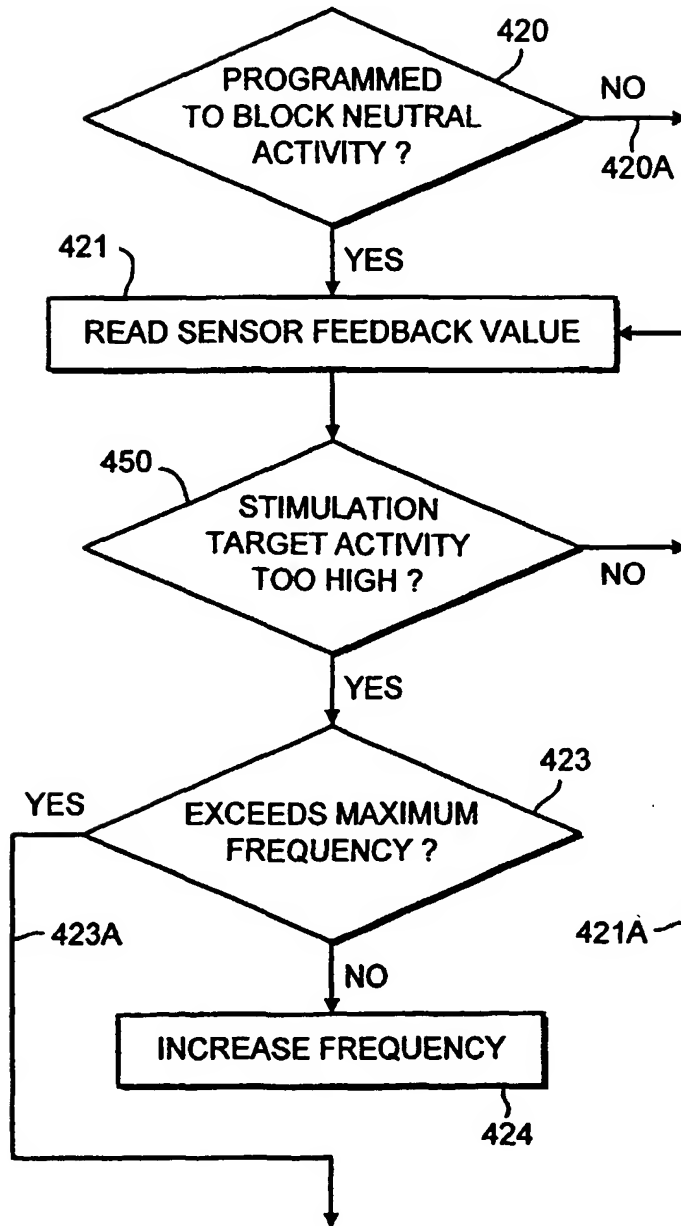 420
PROGRAMMED
TO BLOCK NEUTRAL
ACTIVITY ?
NO
420A
YES
421
READ SENSOR FEEDBACK VALUE
450
STIMULATION
TARGET ACTIVITY
TOO HIGH ?
NO
YES
423
YES
EXCEEDS MAXIMUM
FREQUENCY ?
423A
421A
NO
INCREASE FREQUENCY
424